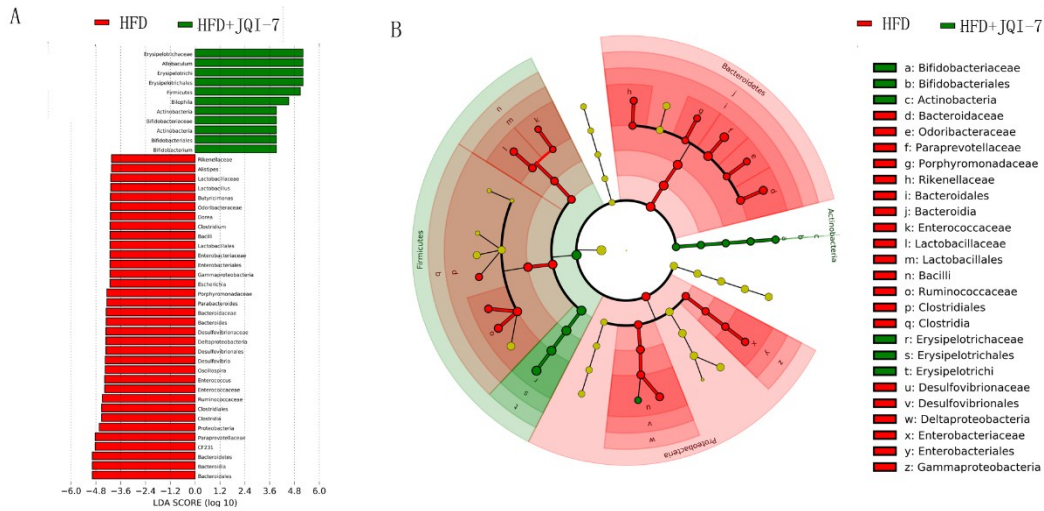 A
HFD
HFD+JQI-7
Erysipelotrichaceae
Allobaculum
Erysipelotrichi
Erysipelotrichales
Firmicutes
Bilophila
Actinobacteria
Bifidobacteriaceae
Actinobacteria
Bifidobacteriales
Bifidobacterium
Rikenellaceae
Alistipes
Lactobacillaceae
Lactobacillus
Butyricimonas
Odoribacteraceae
Dorea
Clostridium
Bacilli
Lactobacillales
Enterobacteriaceae
Enterobacteriales
Gammaproteobacteria
Escherichia
Porphyromonadaceae
Parabacteroides
Bacteroidaceae
Bacteroides
Desulfovibrionaceae
Deltaproteobacteria
Desulfovibrionales
Desulfovibrio
Oscillospira
Enterococcus
Enterococcaceae
Ruminococcaceae
Clostridiales
Clostridia
Proteobacteria
Paraprevotellaceae
CF231
Bacteroidetes
Bacteroidia
Bacteroidales
−6.0 −4.8 −3.6 −2.4 −1.2 0.0 1.2 2.4 3.6 4.8 6.0
LDA SCORE (log 10)
B
HFD
HFD+JQI-7
Bacteroidetes
j
i
h
o
f
e
d
Actinobacteria
a b c
Firmicutes
n
m
k
l
q
p
o
r
s
t
Proteobacteria
u
v
w
x y z
HFD
HFD+JQI-7
a: Bifidobacteriaceae
b: Bifidobacteriales
c: Actinobacteria
d: Bacteroidaceae
e: Odoribacteraceae
f: Paraprevotellaceae
g: Porphyromonadaceae
h: Rikenellaceae
i: Bacteroidales
j: Bacteroidia
k: Enterococcaceae
l: Lactobacillaceae
m: Lactobacillales
n: Bacilli
o: Ruminococcaceae
p: Clostridiales
q: Clostridia
r: Erysipelotrichaceae
s: Erysipelotrichales
t: Erysipelotrichi
u: Desulfovibrionaceae
v: Desulfovibrionales
w: Deltaproteobacteria
x: Enterobacteriaceae
y: Enterobacteriales
z: Gammaproteobacteria